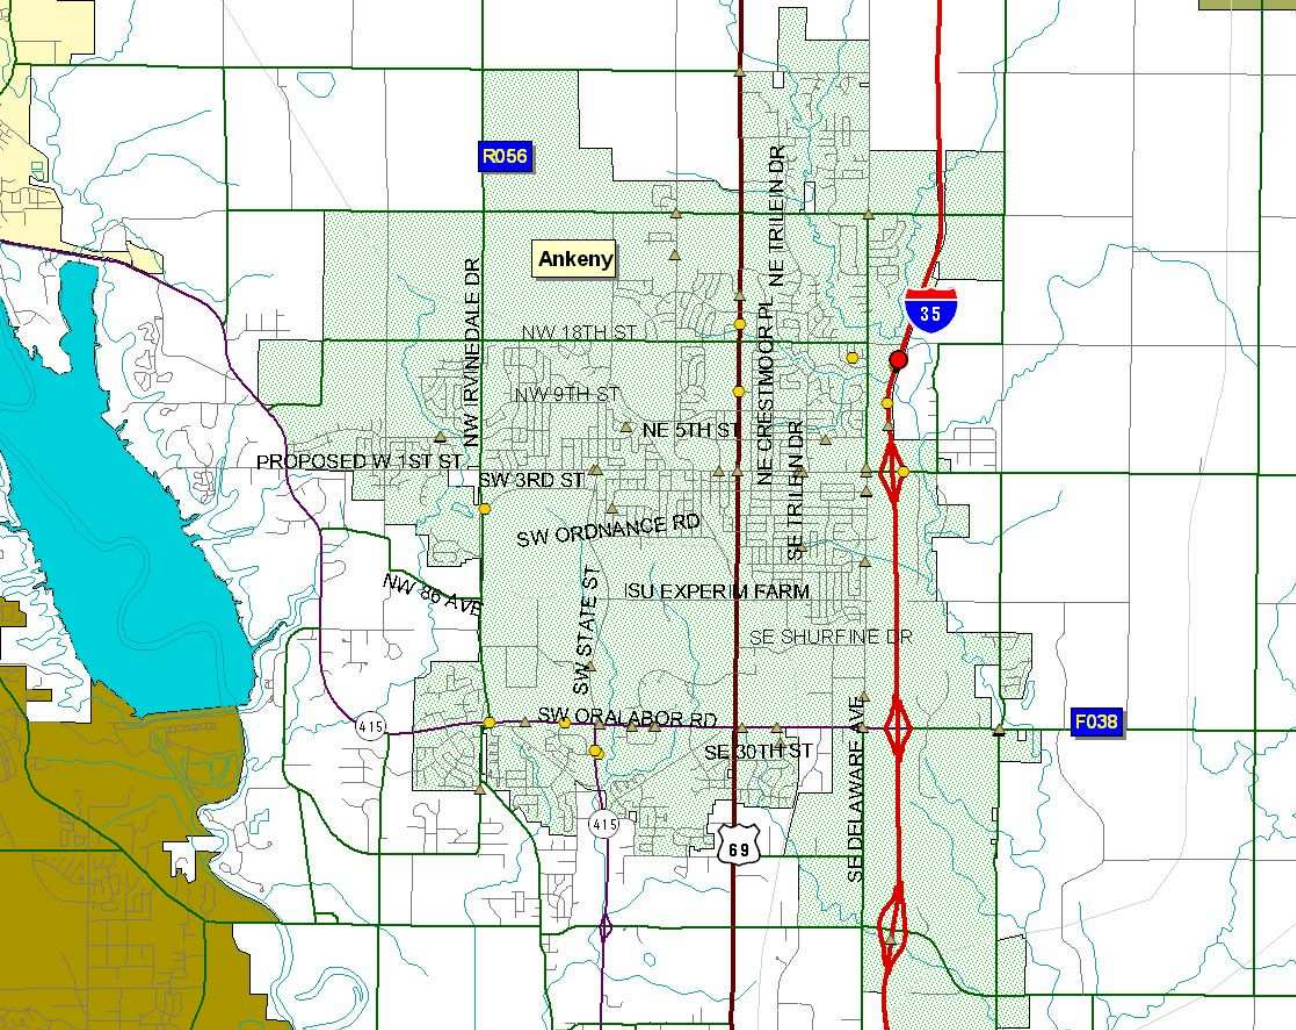 R056
Ankeny
NE TRILEIN DR
NW IRVINEDALE DR
35
NW 18TH ST
NE CRESTMOOR PL
NW 9TH ST
NE 5TH ST
PROPOSED W 1ST ST
SW 3RD ST
SE TRILEIN DR
SW ORDNANCE RD
NW 86 AVE
ISU EXPERIM FARM
SW STATE ST
SE SHURFINE DR
SW ORALABOR RD
415
F038
SE 30TH ST
SE DELAWARE AVE
415
69